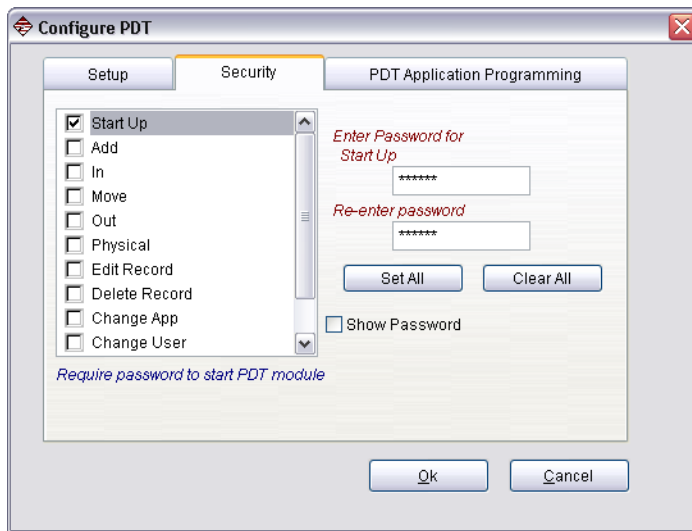 Configure PDT
Setup
Security
PDT Application Programming
Start Up
Add
In
Move
Out
Physical
Edit Record
Delete Record
Change App
Change User
Require password to start PDT module
Enter Password for
Start Up
******
Re-enter password
******
Set All
Clear All
Show Password
Ok
Cancel